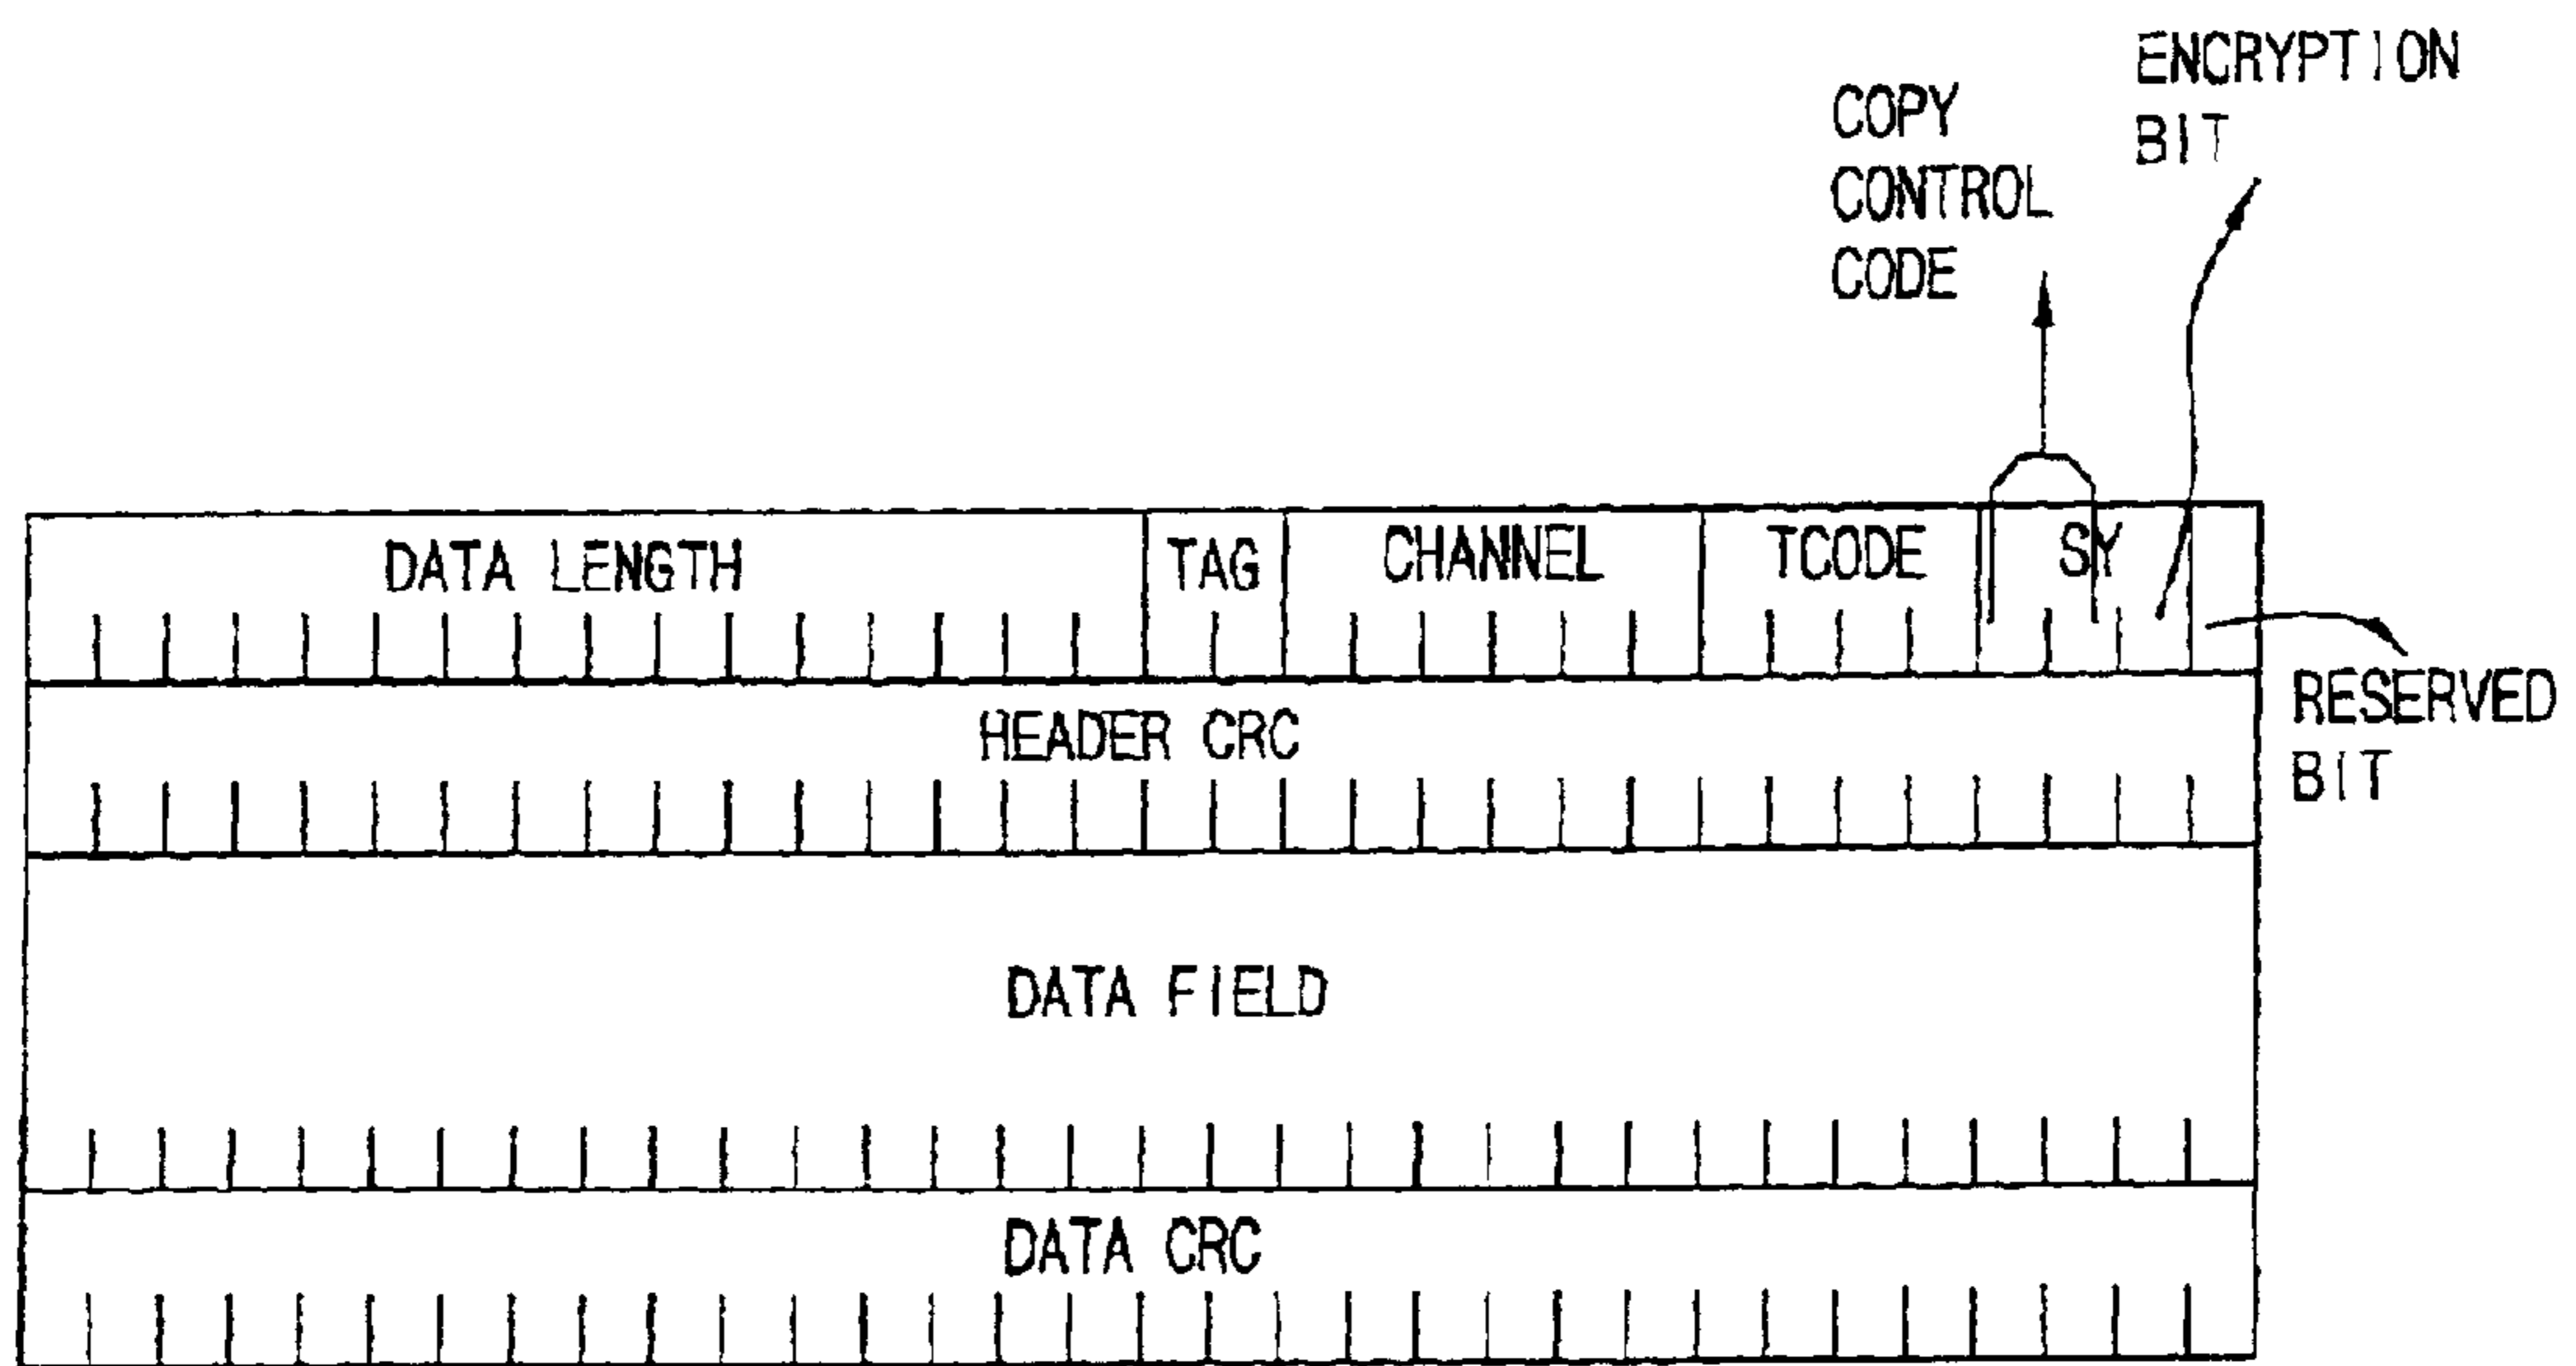 ENCRYPTION
BIT
COPY
CONTROL
CODE
DATA LENGTH
TAG
CHANNEL
TCODE
SY
RESERVED
BIT
HEADER CRC
DATA FIELD
DATA CRC